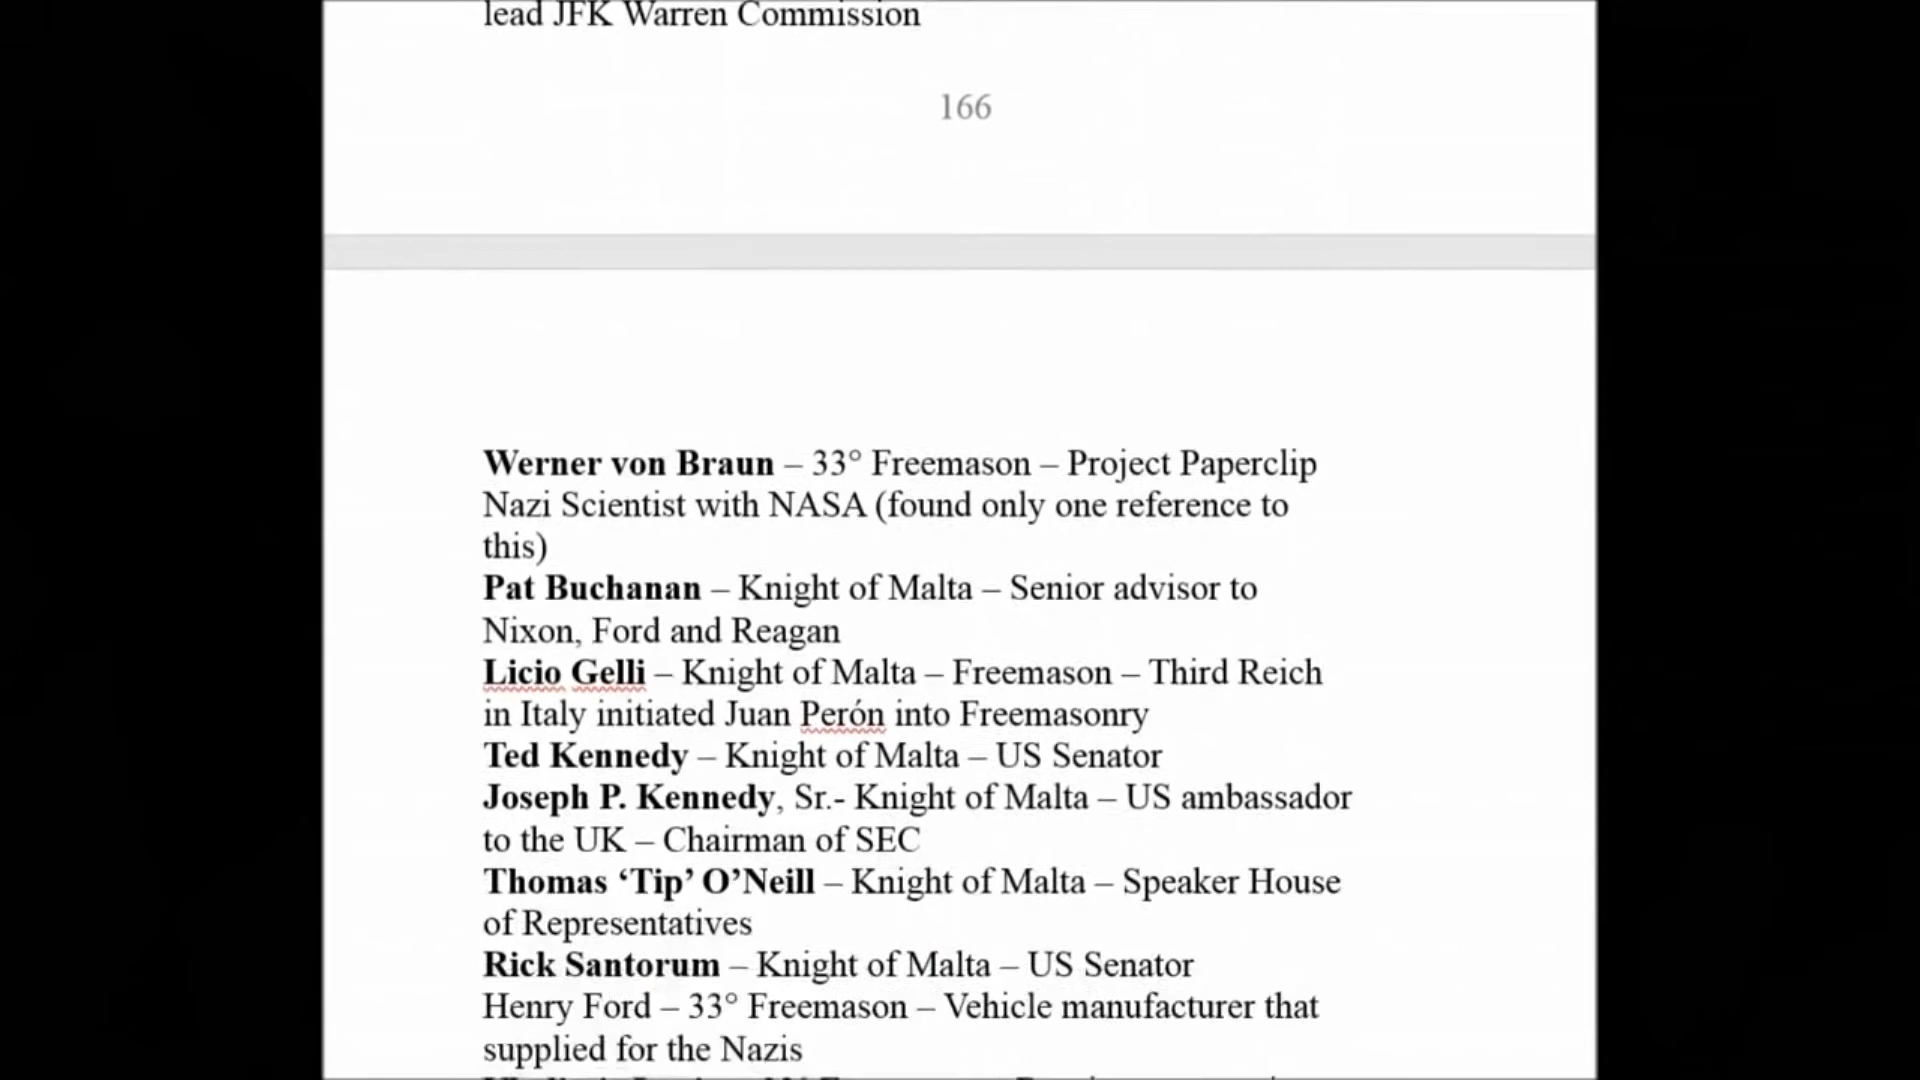 lead JFK Warren Commission
166
Werner von Braun – 33° Freemason – Project Paperclip
Nazi Scientist with NASA (found only one reference to
this)
Pat Buchanan – Knight of Malta – Senior advisor to
Nixon, Ford and Reagan
Licio Gelli – Knight of Malta – Freemason – Third Reich
in Italy initiated Juan Perón into Freemasonry
Ted Kennedy – Knight of Malta – US Senator
Joseph P. Kennedy, Sr.- Knight of Malta – US ambassador
to the UK – Chairman of SEC
Thomas ‘Tip’ O’Neill – Knight of Malta – Speaker House
of Representatives
Rick Santorum – Knight of Malta – US Senator
Henry Ford – 33° Freemason – Vehicle manufacturer that
supplied for the Nazis